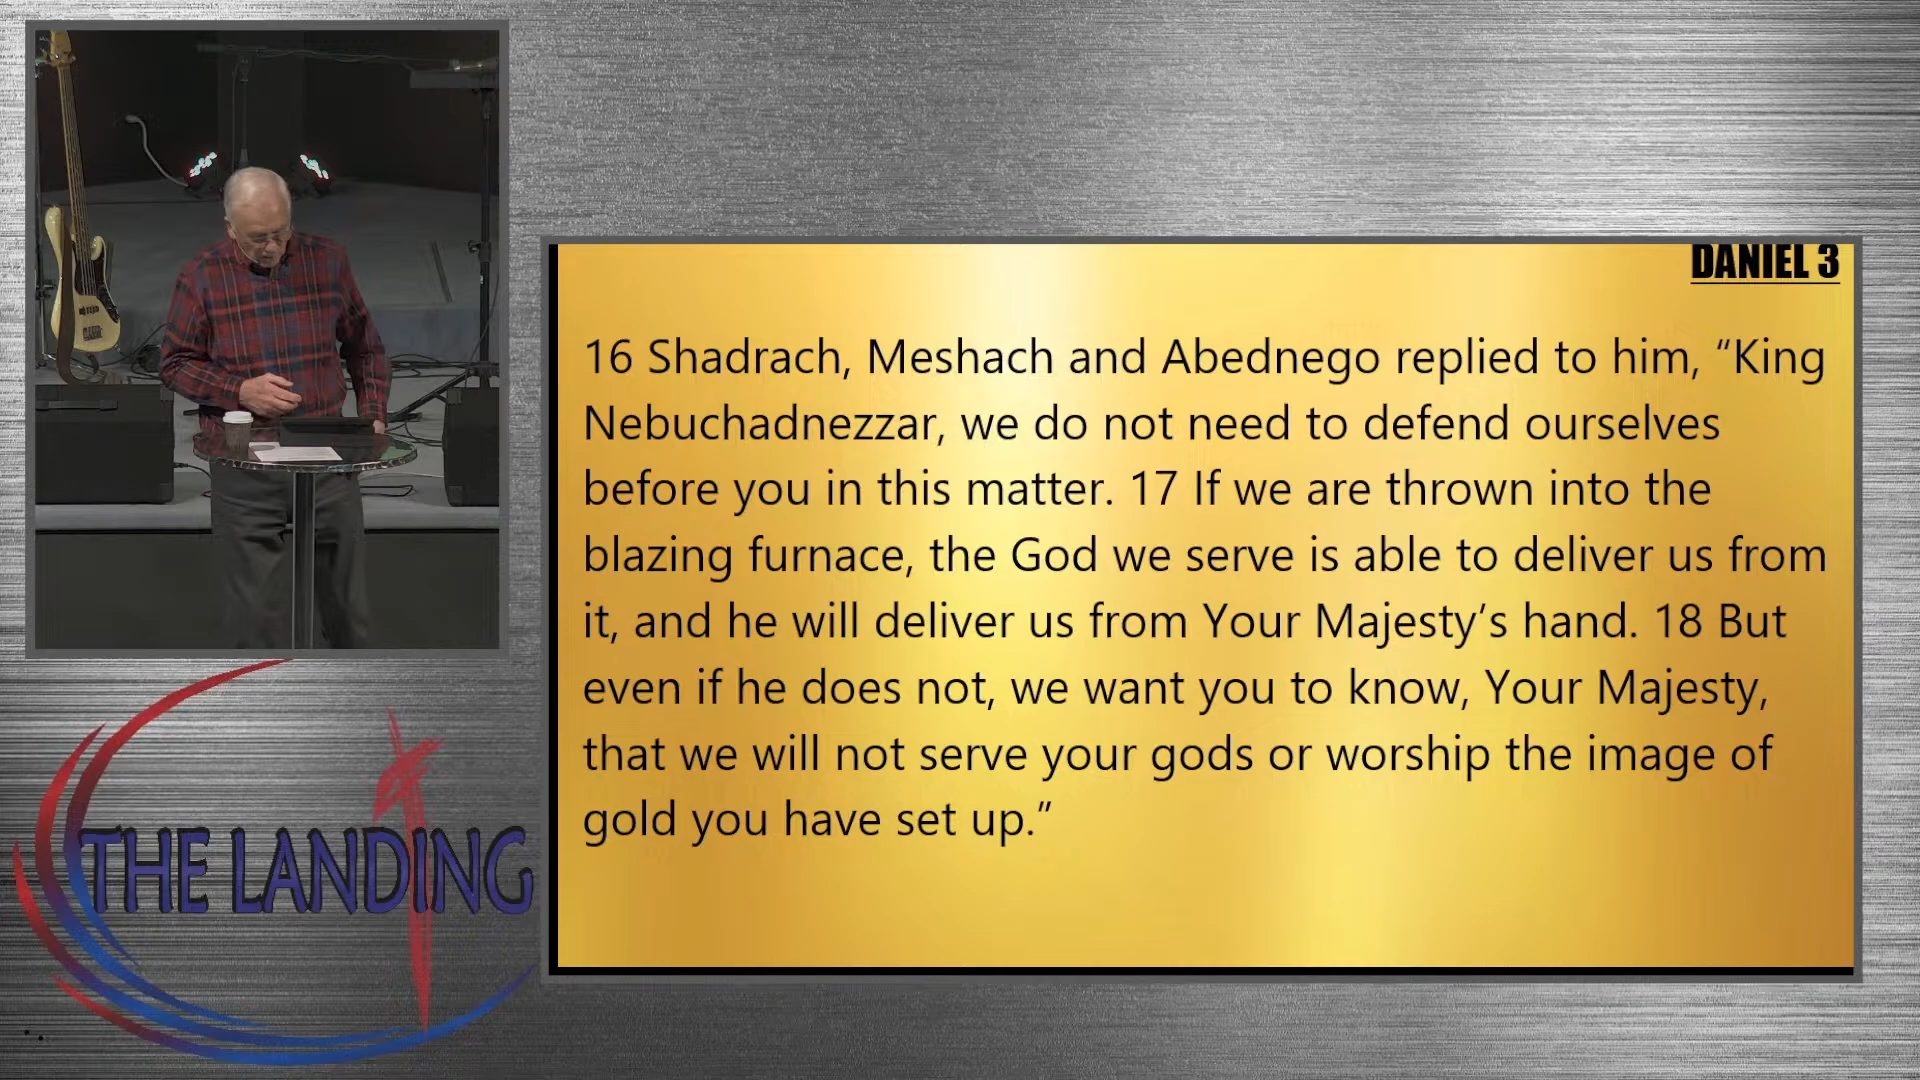 DANIEL 3
16 Shadrach, Meshach and Abednego replied to him, “King
Nebuchadnezzar, we do not need to defend ourselves
before you in this matter. 17 If we are thrown into the
blazing furnace, the God we serve is able to deliver us from
it, and he will deliver us from Your Majesty’s hand. 18 But
even if he does not, we want you to know, Your Majesty,
that we will not serve your gods or worship the image of
gold you have set up.”
THE LANDING